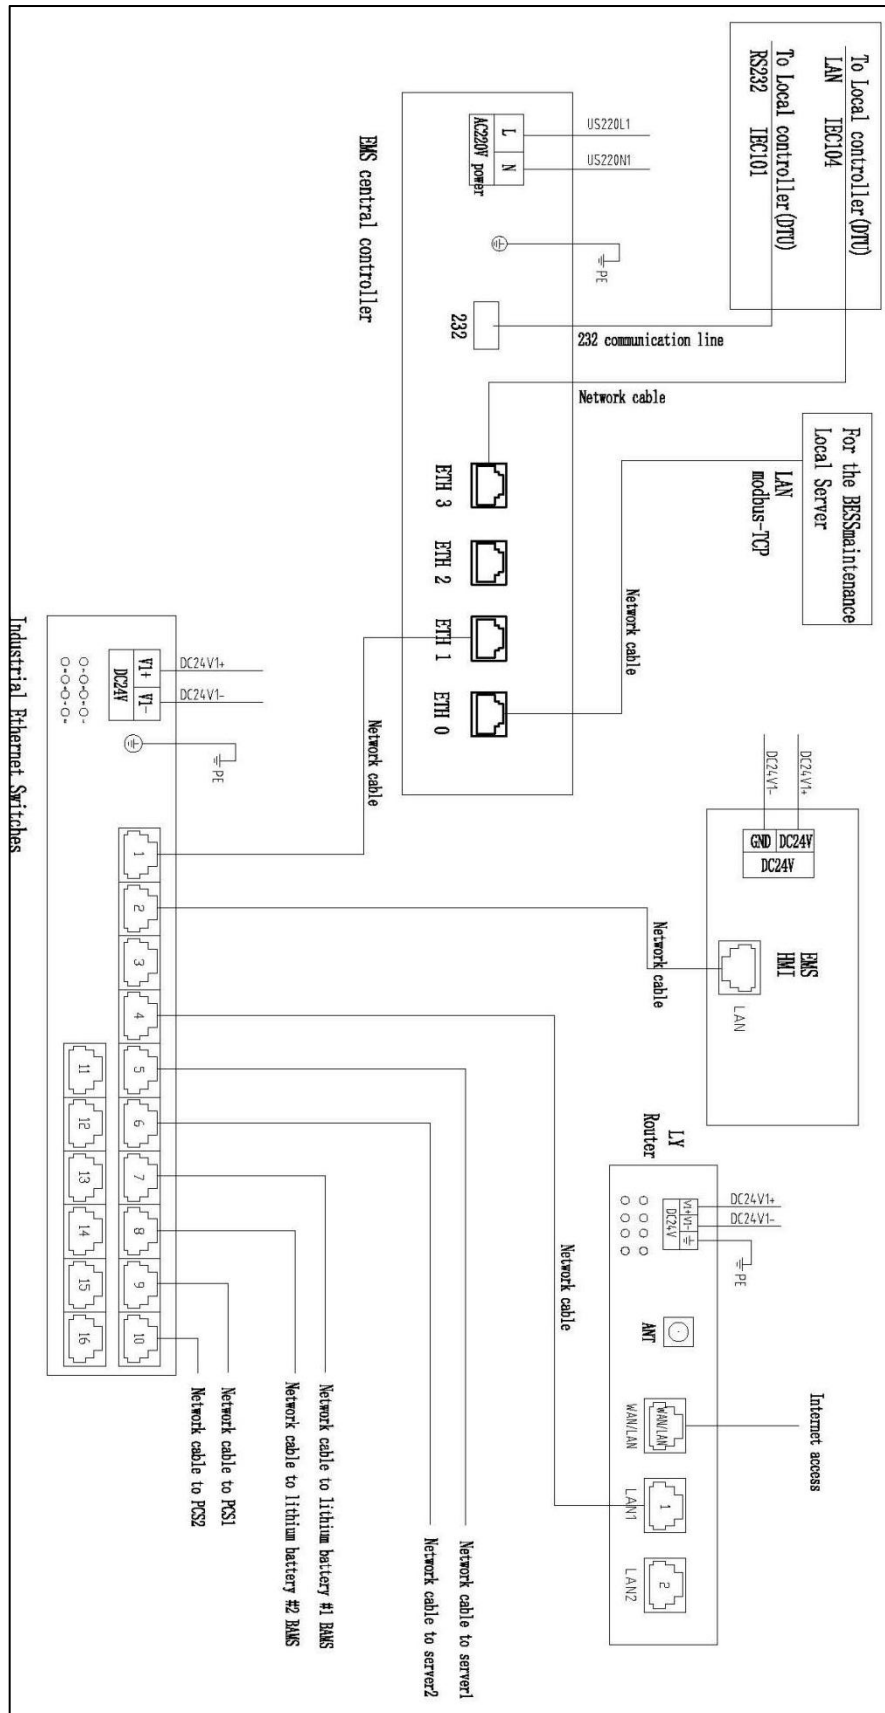 To Local controller(DTU)
LAN IEC104
To Local controller(DTU)
RS232 IEC101
For the BESSmaintenance
Local Server
LAN
modbus-TCP
DC24V1+
DC24V1-
DC24V
GND
DC24V
EMS
HMI
LAN
LY
Router
DC24V1+
DC24V1-
PE
V1+
V1-
DC24V
ANT
WAN/LAN
WAN/LAN
Internet access
1
LAN1
2
LAN2
US220L1
US220N1
L
N
AC220V power
PE
232
232 communication line
Network cable
ETH 3
ETH 2
ETH 1
ETH 0
EMS central controller
Network cable
Network cable
Network cable
Network cable
DC24V1+
DC24V1-
V1+
V1-
DC24V
PE
1
2
3
4
5
6
7
8
9
10
11
12
13
14
15
16
Network cable to server1
Network cable to server2
Network cable to lithium battery #1 BAMS
Network cable to lithium battery #2 BAMS
Network cable to PCS1
Network cable to PCS2
Industrial Ethernet Switches